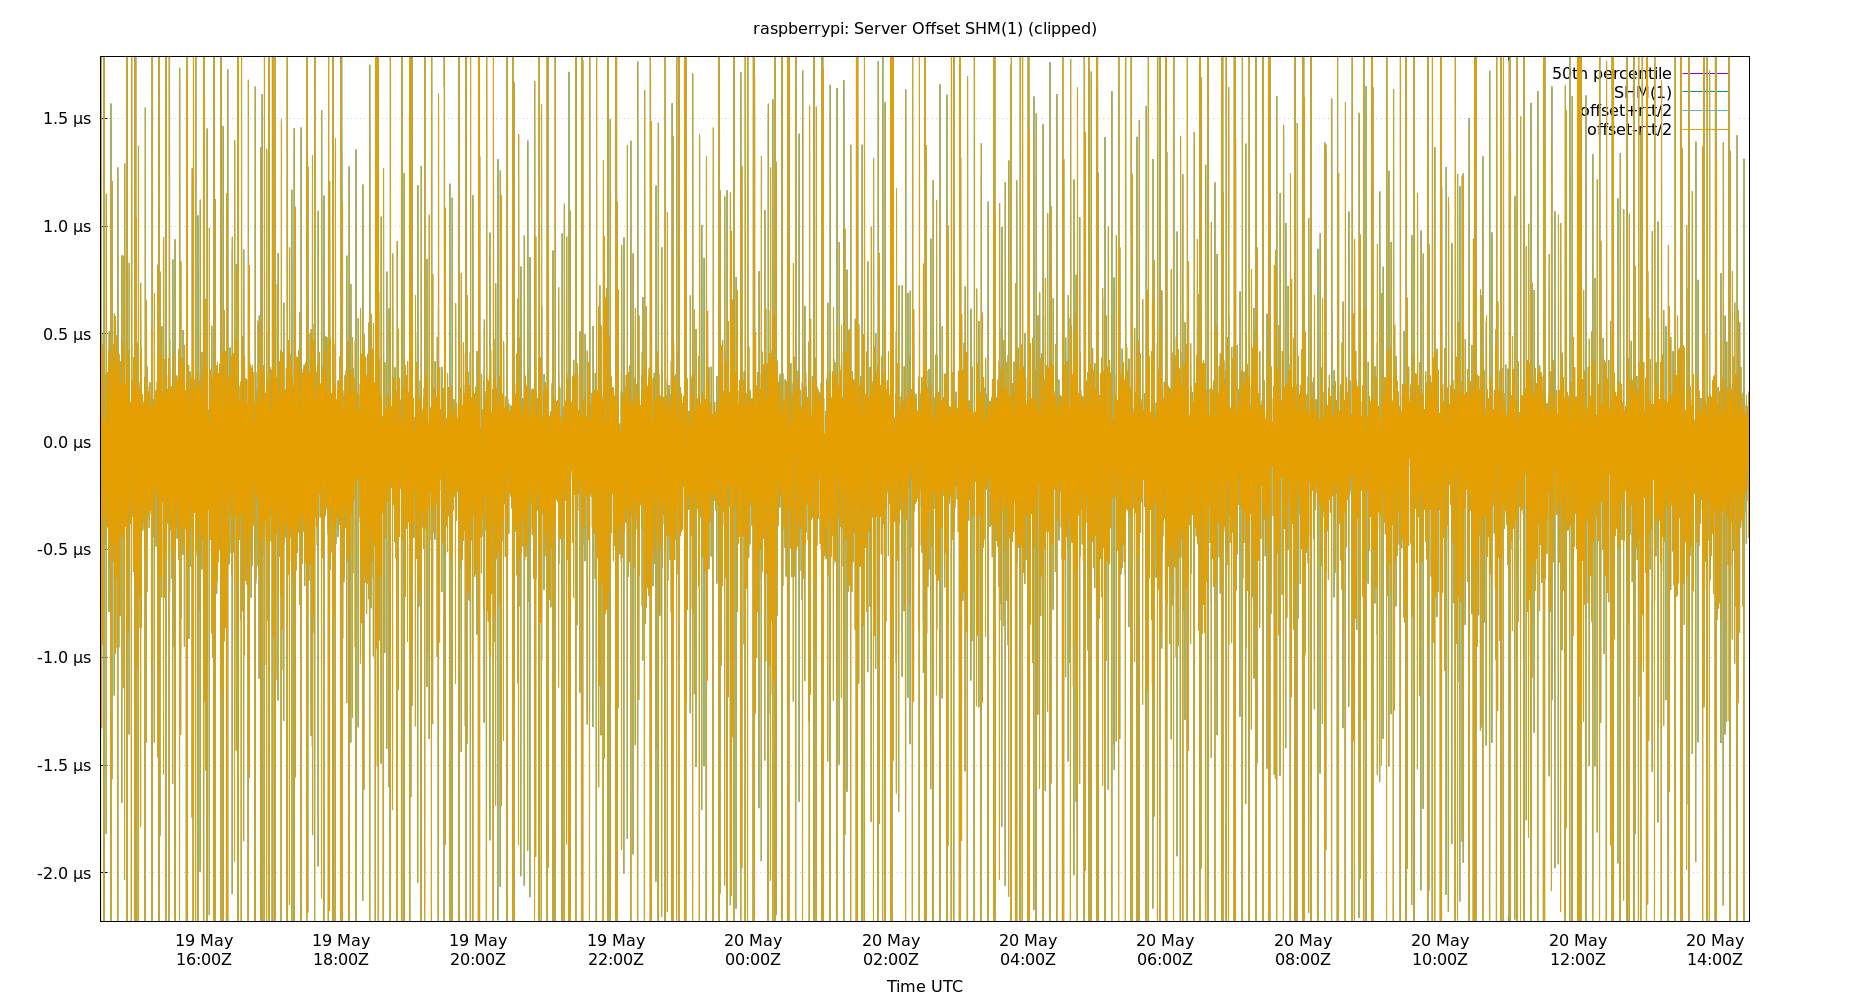 raspberrypi: Server Offset SHM(1) (clipped)
50th percentile
SHM(1)
offset+rtt/2
offset-rtt/2
1.5 µs
1.0 µs
0.5 µs
0.0 µs
-0.5 µs
-1.0 µs
-1.5 µs
-2.0 µs
19 May 19 May 19 May 19 May 20 May 20 May 20 May 20 May 20 May 20 May 20 May 20 May
16:00Z 18:00Z 20:00Z 22:00Z 00:00Z 02:00Z 04:00Z 06:00Z 08:00Z 10:00Z 12:00Z 14:00Z
Time UTC